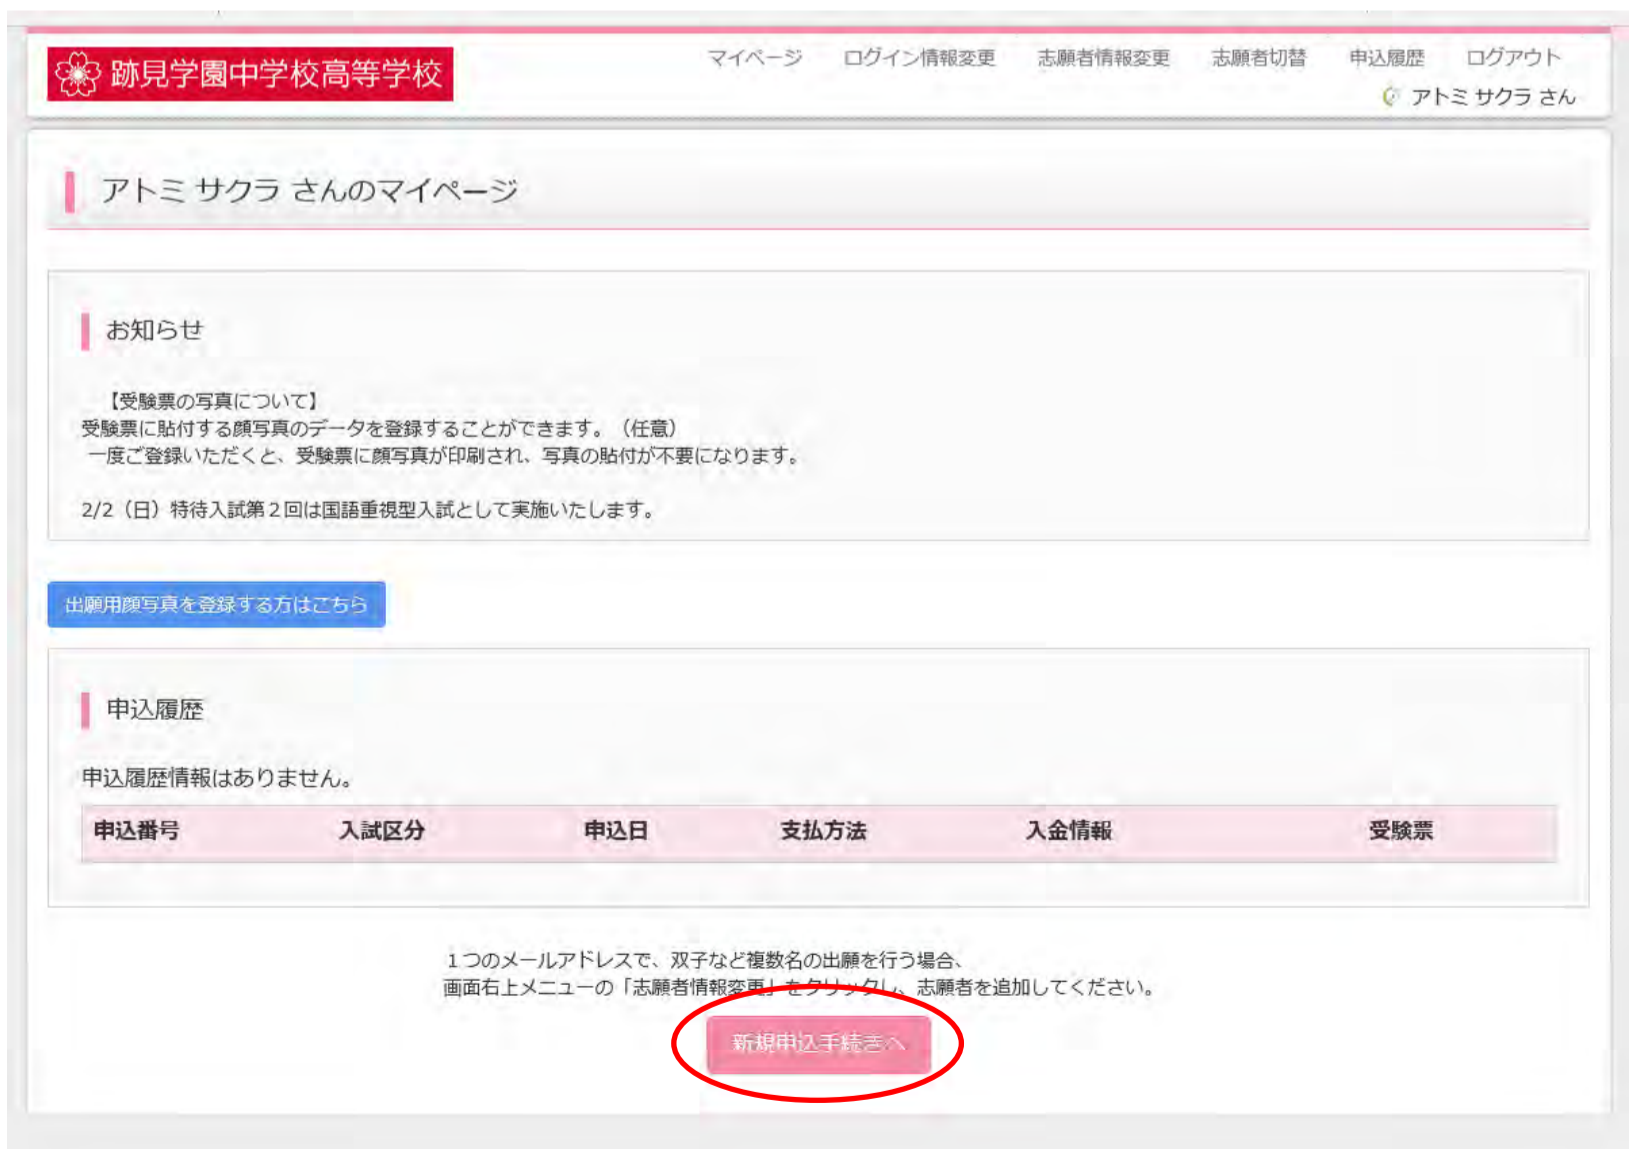 跡見学園中学校高等学校
マイページ ログイン情報変更 志願者情報変更 志願者切替 申込履歴 ログアウト
アトミ サクラ さん
アトミ サクラ さんのマイページ
お知らせ
【受験票の写真について】
受験票に貼付する顔写真のデータを登録することができます。（任意）
一度ご登録いただくと、受験票に顔写真が印刷され、写真の貼付が不要になります。
2/2（日）特待入試第２回は国語重視型入試として実施いたします。
出願用顔写真を登録する方はこちら
申込履歴
申込履歴情報はありません。
申込番号 入試区分 申込日 支払方法 入金情報 受験票
１つのメールアドレスで、双子など複数名の出願を行う場合、
画面右上メニューの「志願者情報変更」をクリックし、志願者を追加してください。
新規申込手続きへ